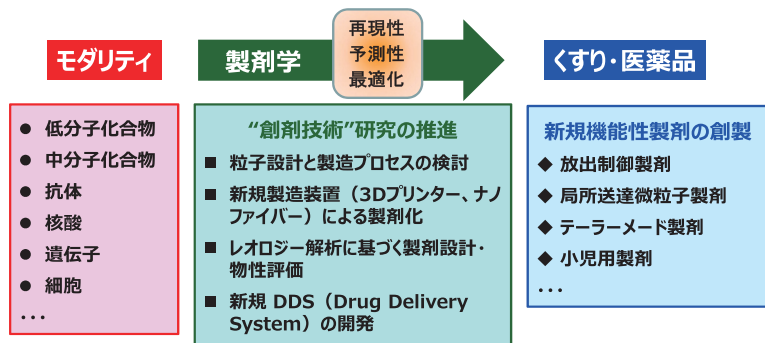 モダリティ
製剤学
再現性
予測性
最適化
くすり・医薬品
● 低分子化合物
● 中分子化合物
● 抗体
● 核酸
● 遺伝子
● 細胞
...
“創剤技術”研究の推進
■ 粒子設計と製造プロセスの検討
■ 新規製造装置（3Dプリンター、ナノ
ファイバー）による製剤化
■ レオロジー解析に基づく製剤設計・
物性評価
■ 新規 DDS（Drug Delivery
System）の開発
新規機能性製剤の創製
◆ 放出制御製剤
◆ 局所送達微粒子製剤
◆ テーラーメード製剤
◆ 小児用製剤
...